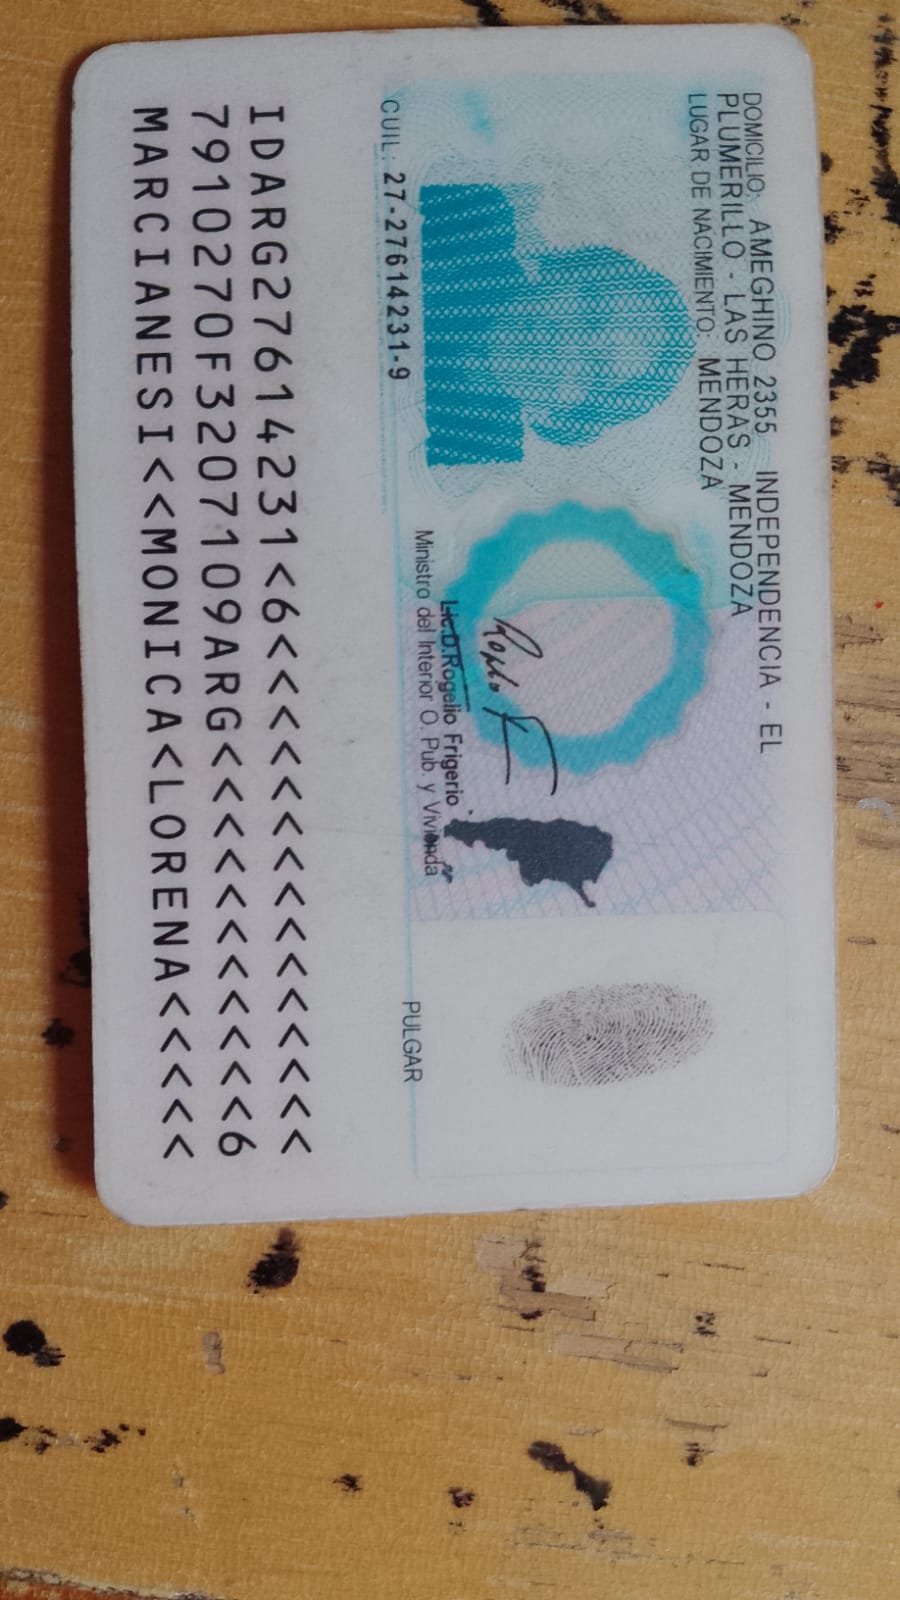 DOMICILIO: AMEGHINO 2355 INDEPENDENCIA - EL
PLUMERILLO - LAS HERAS - MENDOZA
LUGAR DE NACIMIENTO: MENDOZA
Lic.D.Rogelio Frigerio
Ministro del Interior O. Pub. y Vivienda
CUIL: 27-27614231-9
PULGAR
IDARG27614231<6<<<<<<<<<<<<<<<
7910270F3207109ARG<<<<<<<<<<<6
MARCIANESI<<MONICA<LORENA<<<<<